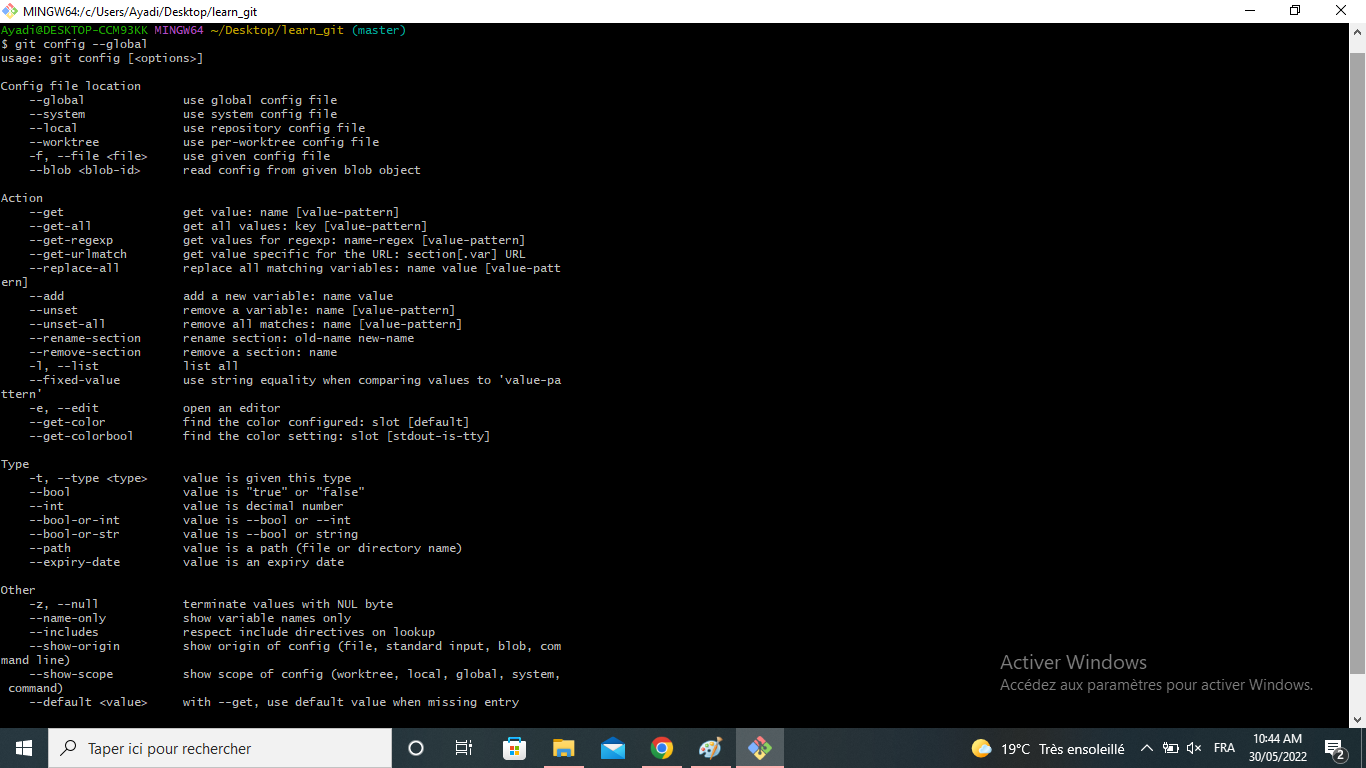 MINGW64:/c/Users/Ayadi/Desktop/learn_git
Ayadi@DESKTOP-CCM93KK MINGW64 ~/Desktop/learn_git (master)
$ git config --global
usage: git config [<options>]
Config file location
--global use global config file
--system use system config file
--local use repository config file
--worktree use per-worktree config file
-f, --file <file> use given config file
--blob <blob-id> read config from given blob object
Action
--get get value: name [value-pattern]
--get-all get all values: key [value-pattern]
--get-regexp get values for regexp: name-regex [value-pattern]
--get-urlmatch get value specific for the URL: section[.var] URL
--replace-all replace all matching variables: name value [value-patt
ern]
--add add a new variable: name value
--unset remove a variable: name [value-pattern]
--unset-all remove all matches: name [value-pattern]
--rename-section rename section: old-name new-name
--remove-section remove a section: name
-l, --list list all
--fixed-value use string equality when comparing values to 'value-pa
ttern'
-e, --edit open an editor
--get-color find the color configured: slot [default]
--get-colorbool find the color setting: slot [stdout-is-tty]
Type
-t, --type <type> value is given this type
--bool value is "true" or "false"
--int value is decimal number
--bool-or-int value is --bool or --int
--bool-or-str value is --bool or string
--path value is a path (file or directory name)
--expiry-date value is an expiry date
Other
-z, --null terminate values with NUL byte
--name-only show variable names only
--includes respect include directives on lookup
--show-origin show origin of config (file, standard input, blob, com
mand line)
--show-scope show scope of config (worktree, local, global, system,
command)
--default <value> with --get, use default value when missing entry
Activer Windows
Accédez aux paramètres pour activer Windows.
Taper ici pour rechercher
19°C Très ensoleillé
FRA
10:44 AM
30/05/2022
2